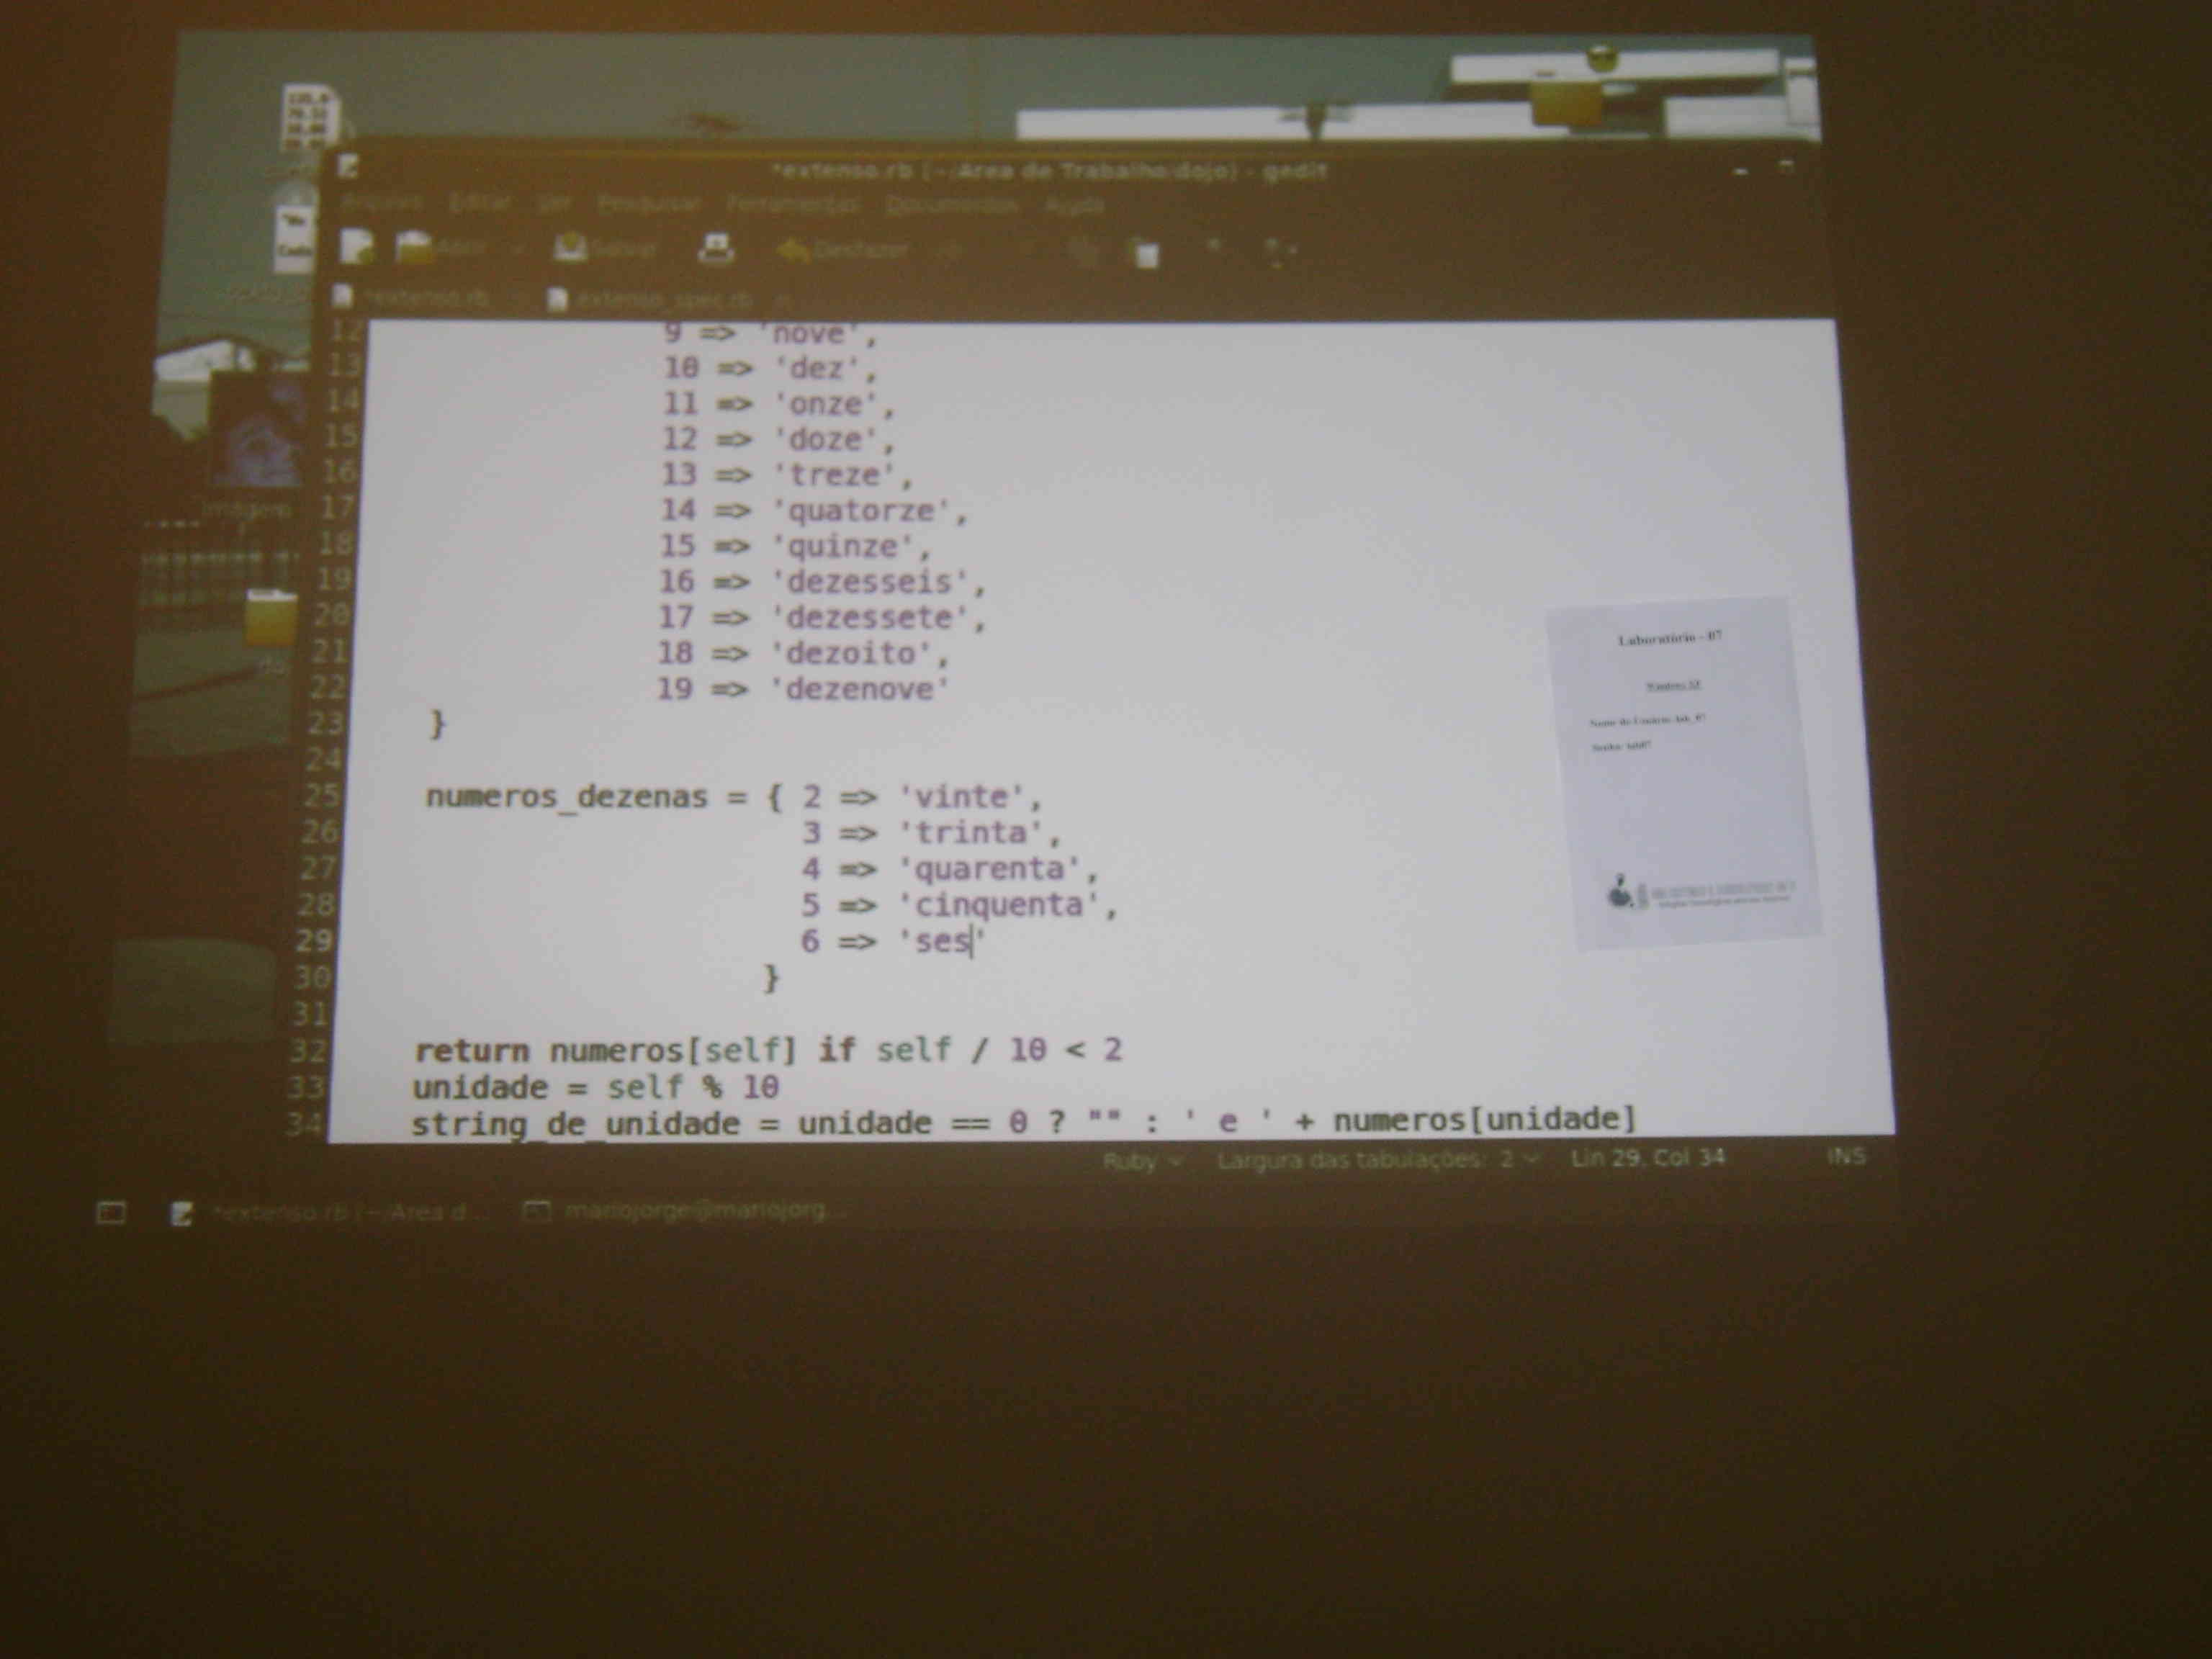 *extenso.rb (~/Área de Trabalho/dojo) - gedit
Arquivo Editar Ver Pesquisar Ferramentas Documentos Ajuda
Abrir Salvar Desfazer
*extenso.rb extenso_spec.rb
12 9 => 'nove',
13 10 => 'dez',
14 11 => 'onze',
15 12 => 'doze',
16 13 => 'treze',
17 14 => 'quatorze',
18 15 => 'quinze',
19 16 => 'dezesseis',
20 17 => 'dezessete',
21 18 => 'dezoito',
22 19 => 'dezenove'
23 }
24
25 numeros_dezenas = { 2 => 'vinte',
26 3 => 'trinta',
27 4 => 'quarenta',
28 5 => 'cinquenta',
29 6 => 'ses'
30 }
31
32 return numeros[self] if self / 10 < 2
33 unidade = self % 10
34 string_de_unidade = unidade == 0 ? "" : ' e ' + numeros[unidade]
Ruby Largura das tabulações: 2 Lin 29, Col 34 INS
*extenso.rb (~/Área d... mariojorge@mariojorg...
imagem
Laboratório - 07
Nome do Usuário: lab_07
Senha: lab07